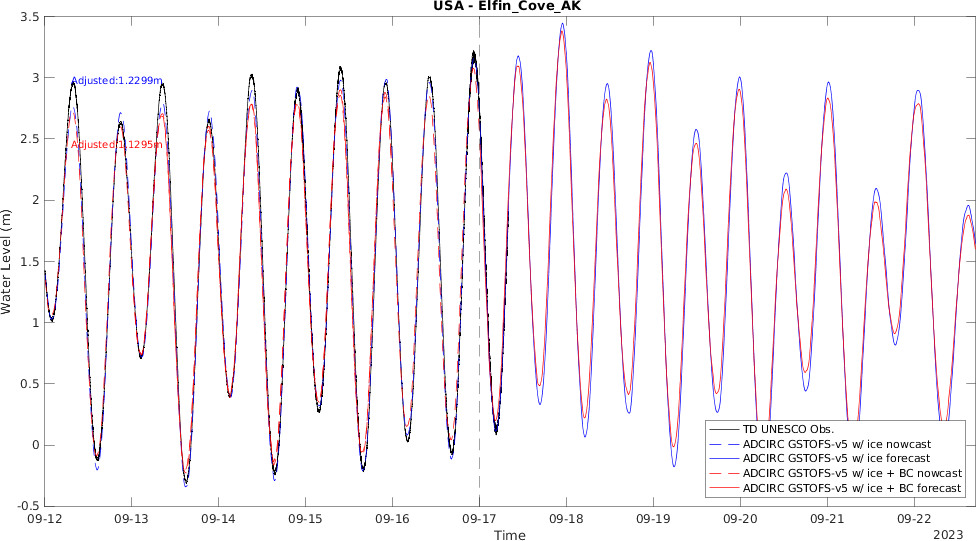 USA - Elfin_Cove_AK
3.5
3
2.5
2
1.5
1
0.5
0
-0.5
Water Level (m)
Adjusted:1.2299m
Adjusted:1.1295m
TD UNESCO Obs.
ADCIRC GSTOFS-v5 w/ ice nowcast
ADCIRC GSTOFS-v5 w/ ice forecast
ADCIRC GSTOFS-v5 w/ ice + BC nowcast
ADCIRC GSTOFS-v5 w/ ice + BC forecast
09-12 09-13 09-14 09-15 09-16 09-17 09-18 09-19 09-20 09-21 09-22
Time
2023